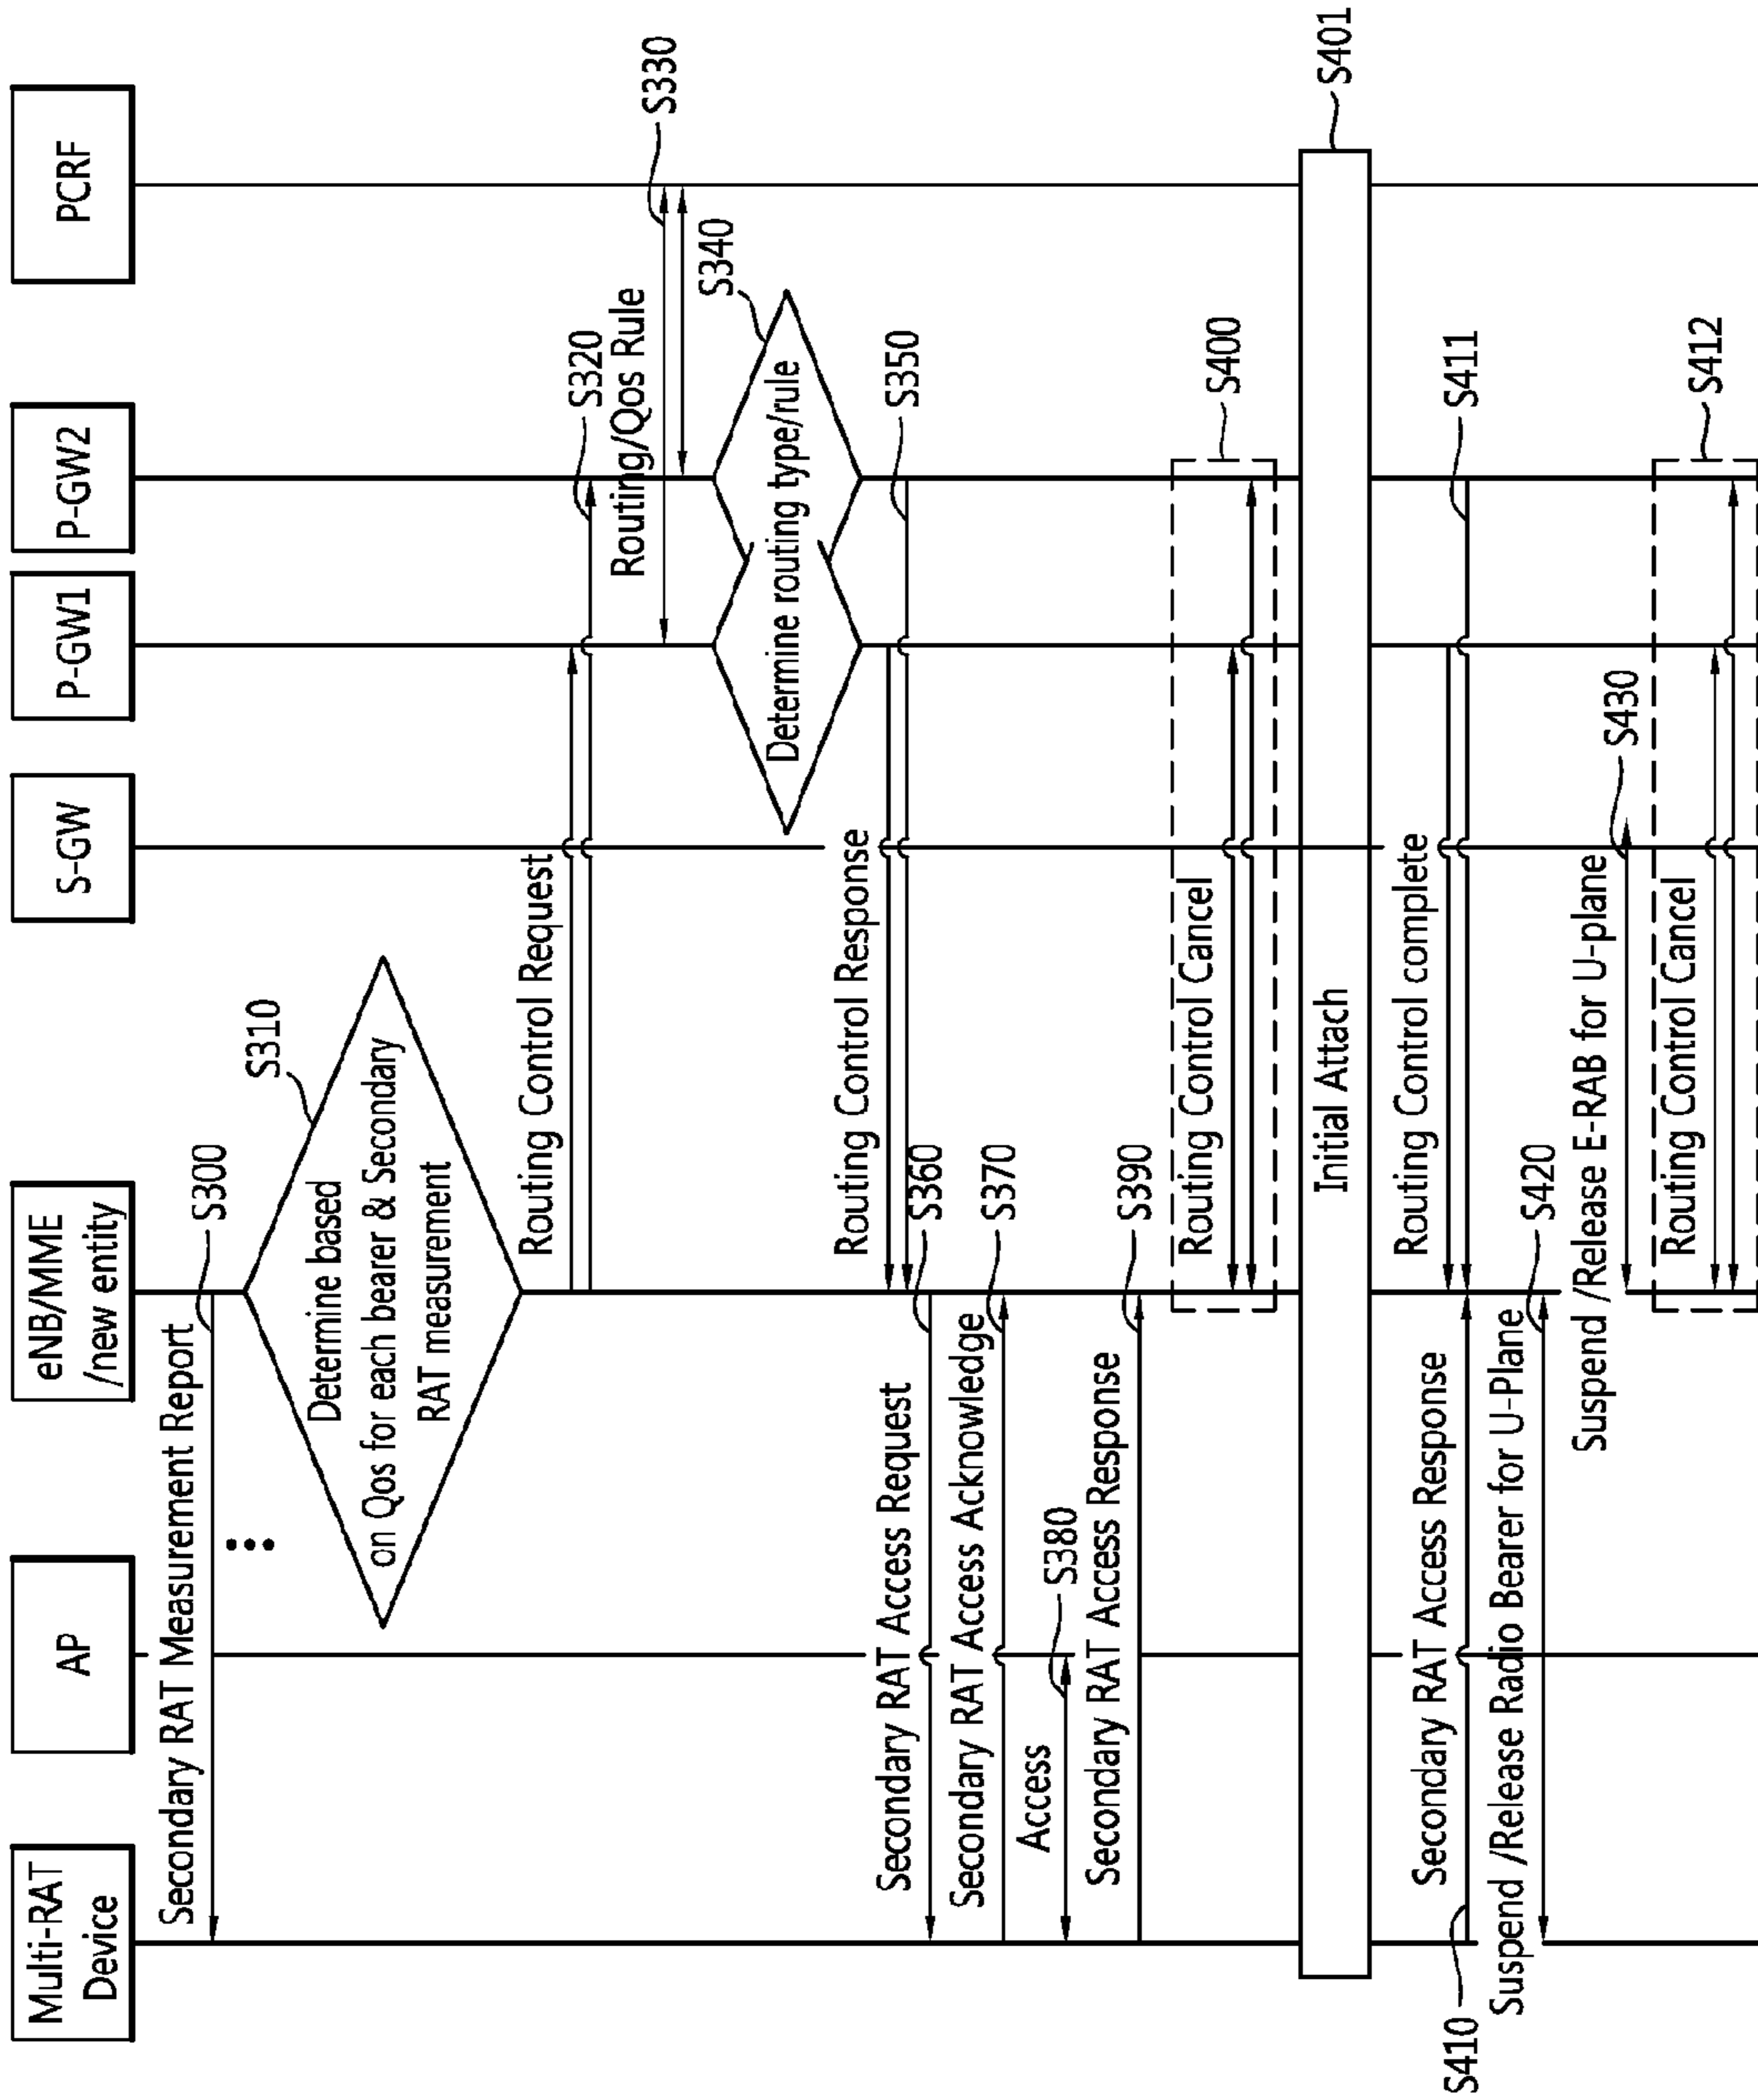 Multi-RAT
Device
AP
eNB/MME
/new entity
S-GW
P-GW1
P-GW2
PCRF
Secondary RAT Measurement Report
S300
S310
Determine based
on Qos for each bearer & Secondary
RAT measurement
Routing Control Request
S320
Routing/Qos Rule
S330
S340
Determine routing type/rule
Routing Control Response
S350
Secondary RAT Access Request
S360
Secondary RAT Access Acknowledge
S370
Access
S380
Secondary RAT Access Response
S390
Routing Control Cancel
S400
Initial Attach
S401
Routing Control complete
S411
Secondary RAT Access Response
S410
Suspend /Release Radio Bearer for U-Plane
S420
Suspend /Release E-RAB for U-plane
S430
Routing Control Cancel
S412